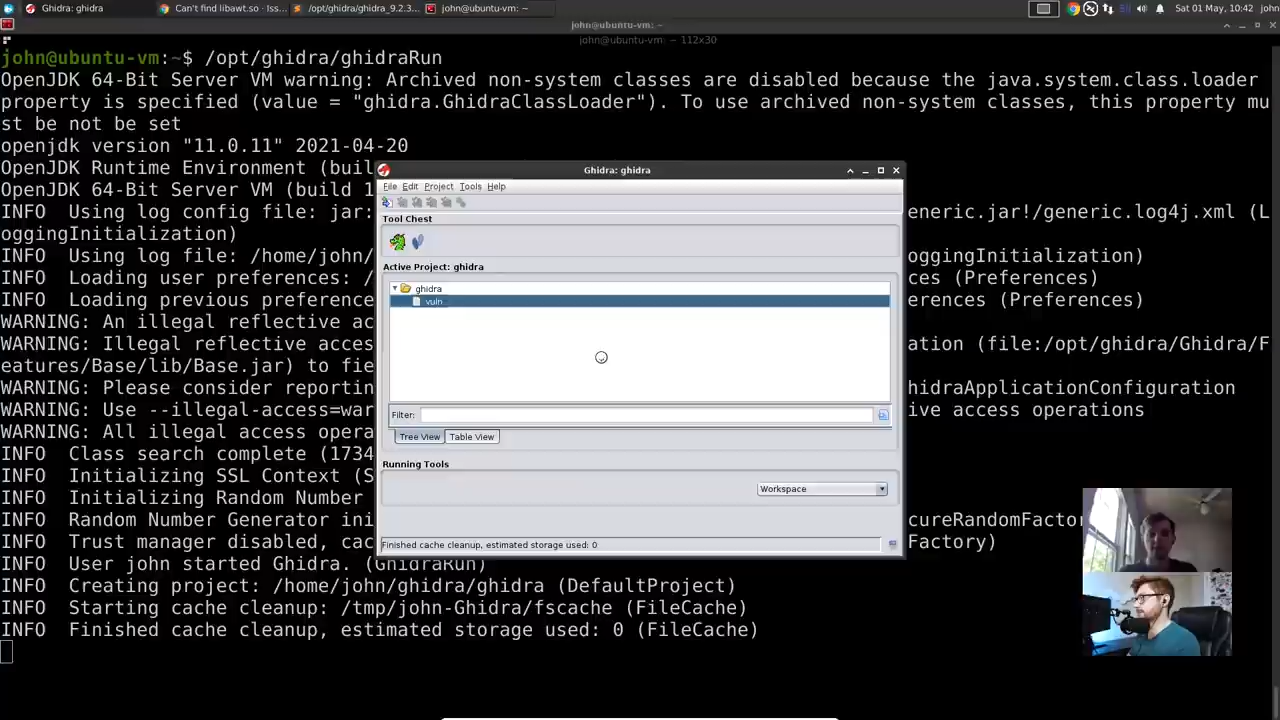 Ghidra: ghidra
Can't find libawt.so · Iss...
/opt/ghidra/ghidra_9.2.3...
john@ubuntu-vm: ~
Sat 01 May, 10:42 john
john@ubuntu-vm: ~
john@ubuntu-vm: ~ 112x30
john@ubuntu-vm:~$ /opt/ghidra/ghidraRun
OpenJDK 64-Bit Server VM warning: Archived non-system classes are disabled because the java.system.class.loader
property is specified (value = "ghidra.GhidraClassLoader"). To use archived non-system classes, this property mu
st be not be set
openjdk version "11.0.11" 2021-04-20
OpenJDK Runtime Environment (buil
OpenJDK 64-Bit Server VM (build 1
INFO  Using log config file: jar: eneric.jar!/generic.log4j.xml (L
oggingInitialization)
INFO  Using log file: /home/john/ oggingInitialization)
INFO  Loading user preferences: / ces (Preferences)
INFO  Loading previous preference erences (Preferences)
WARNING: An illegal reflective ac
WARNING: Illegal reflective acces ation (file:/opt/ghidra/Ghidra/F
eatures/Base/lib/Base.jar) to fie
WARNING: Please consider reportin hidraApplicationConfiguration
WARNING: Use --illegal-access=war ive access operations
WARNING: All illegal access opera
INFO  Class search complete (1734
INFO  Initializing SSL Context (S
INFO  Initializing Random Number
INFO  Random Number Generator ini cureRandomFactor
INFO  Trust manager disabled, cac Factory)
INFO  User john started Ghidra. (GhidraRun)
INFO  Creating project: /home/john/ghidra/ghidra (DefaultProject)
INFO  Starting cache cleanup: /tmp/john-Ghidra/fscache (FileCache)
INFO  Finished cache cleanup, estimated storage used: 0 (FileCache)
Ghidra: ghidra
File Edit Project Tools Help
Tool Chest
Active Project: ghidra
ghidra
vuln
Filter:
Tree View Table View
Running Tools
Workspace
Finished cache cleanup, estimated storage used: 0